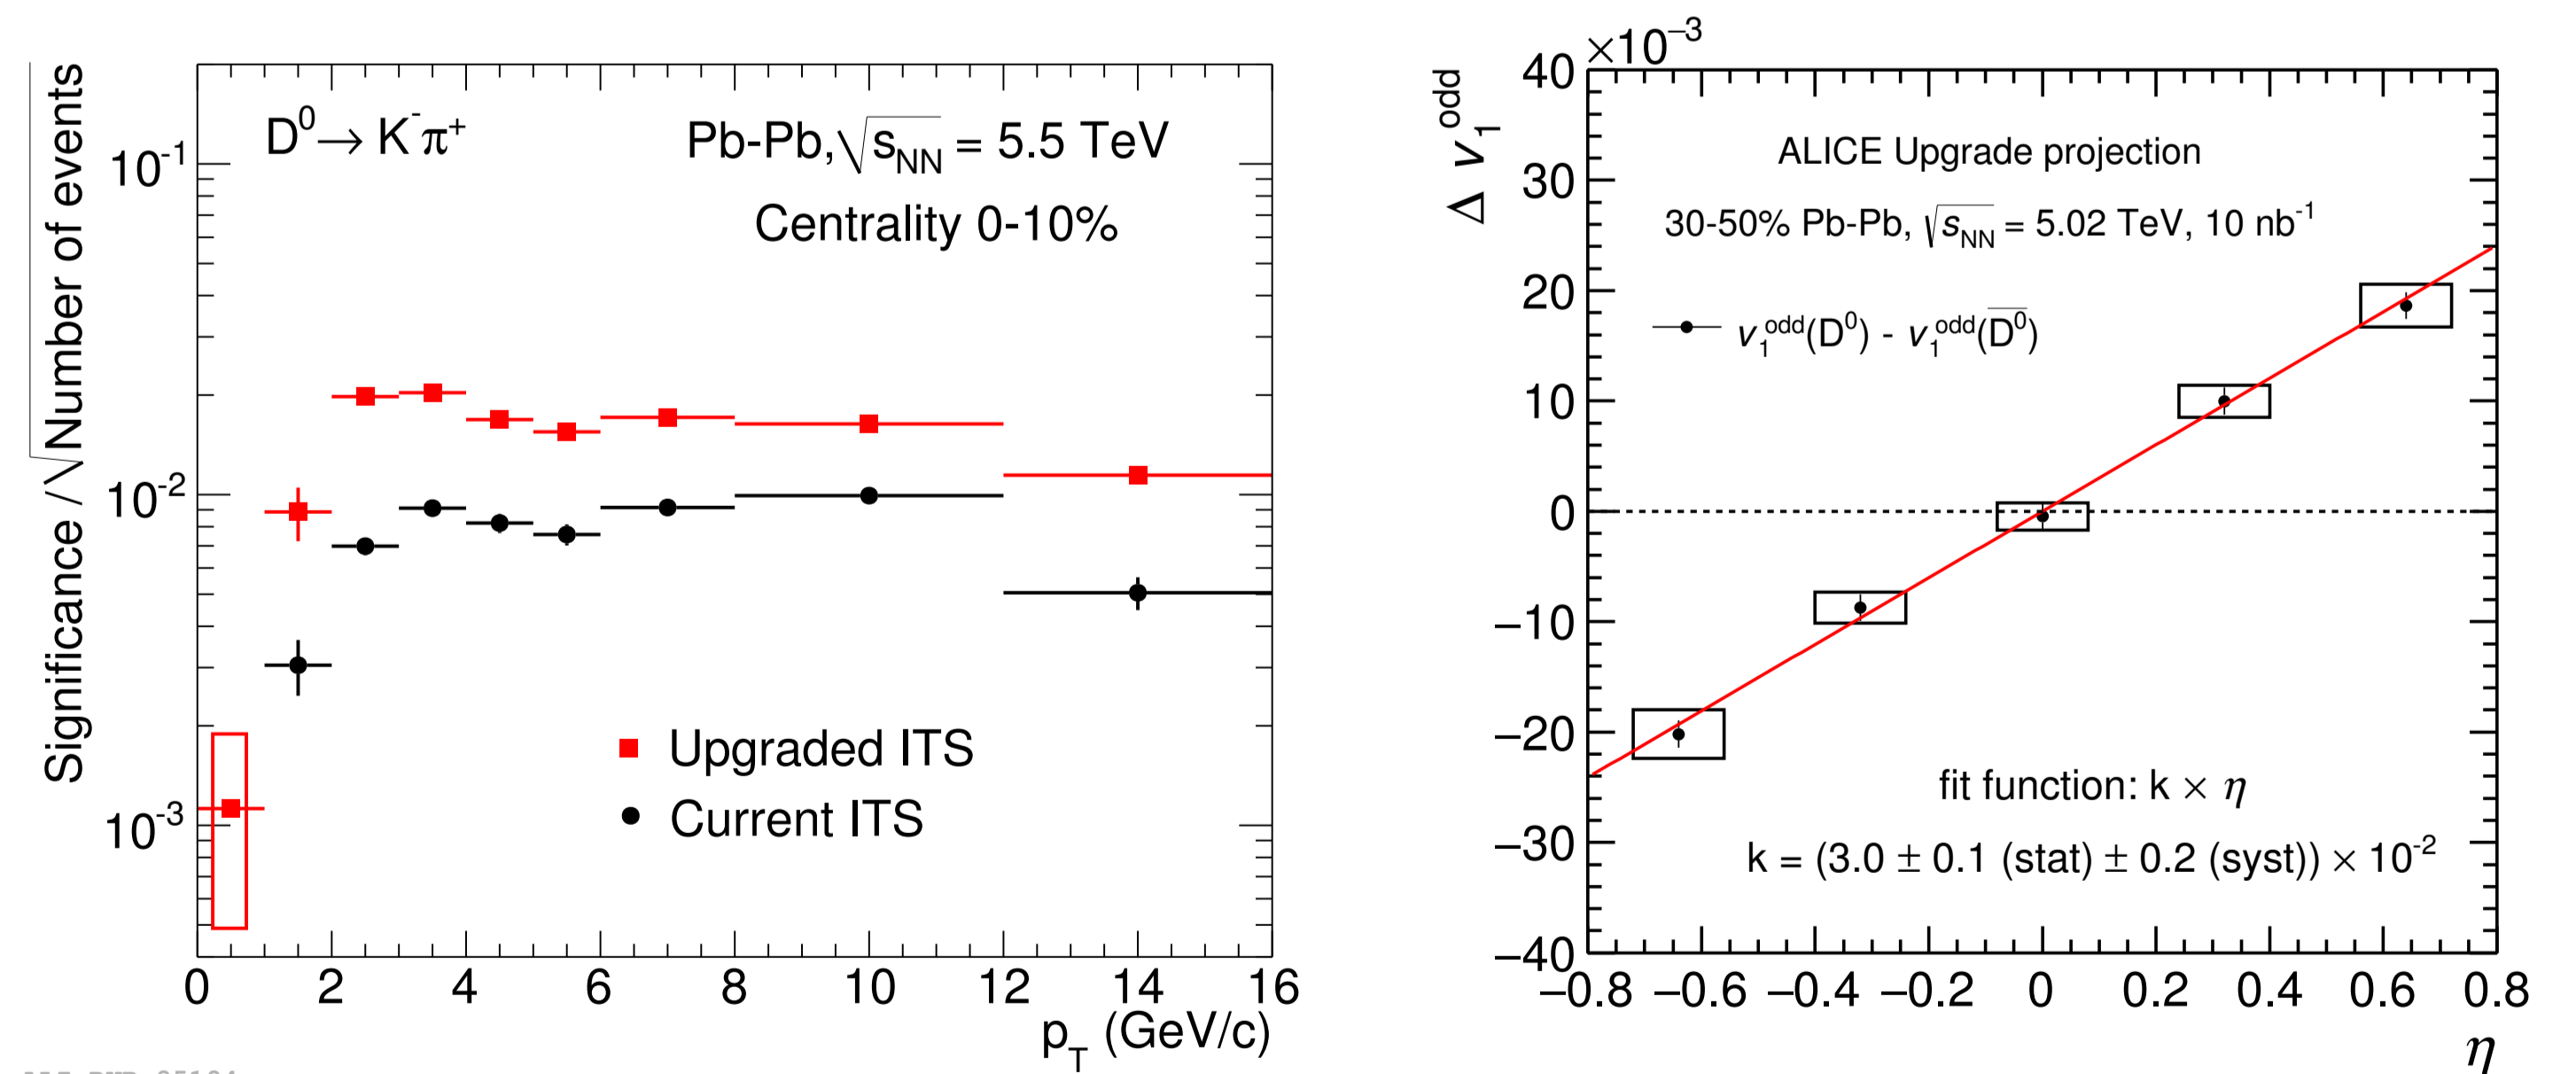 Significance / √Number of events
D⁰→ K⁻π⁺
Pb-Pb, √sNN = 5.5 TeV
Centrality 0-10%
10⁻¹
10⁻²
10⁻³
Upgraded ITS
Current ITS
0 2 4 6 8 10 12 14 16
pT (GeV/c)
×10⁻³
Δ v₁ᵒᵈᵈ
ALICE Upgrade projection
30-50% Pb-Pb, √sNN = 5.02 TeV, 10 nb⁻¹
v₁ᵒᵈᵈ(D⁰) - v₁ᵒᵈᵈ(D̅⁰)
40
30
20
10
0
−10
−20
−30
−40
fit function: k × η
k = (3.0 ± 0.1 (stat) ± 0.2 (syst)) × 10⁻²
−0.8 −0.6 −0.4 −0.2 0 0.2 0.4 0.6 0.8
η